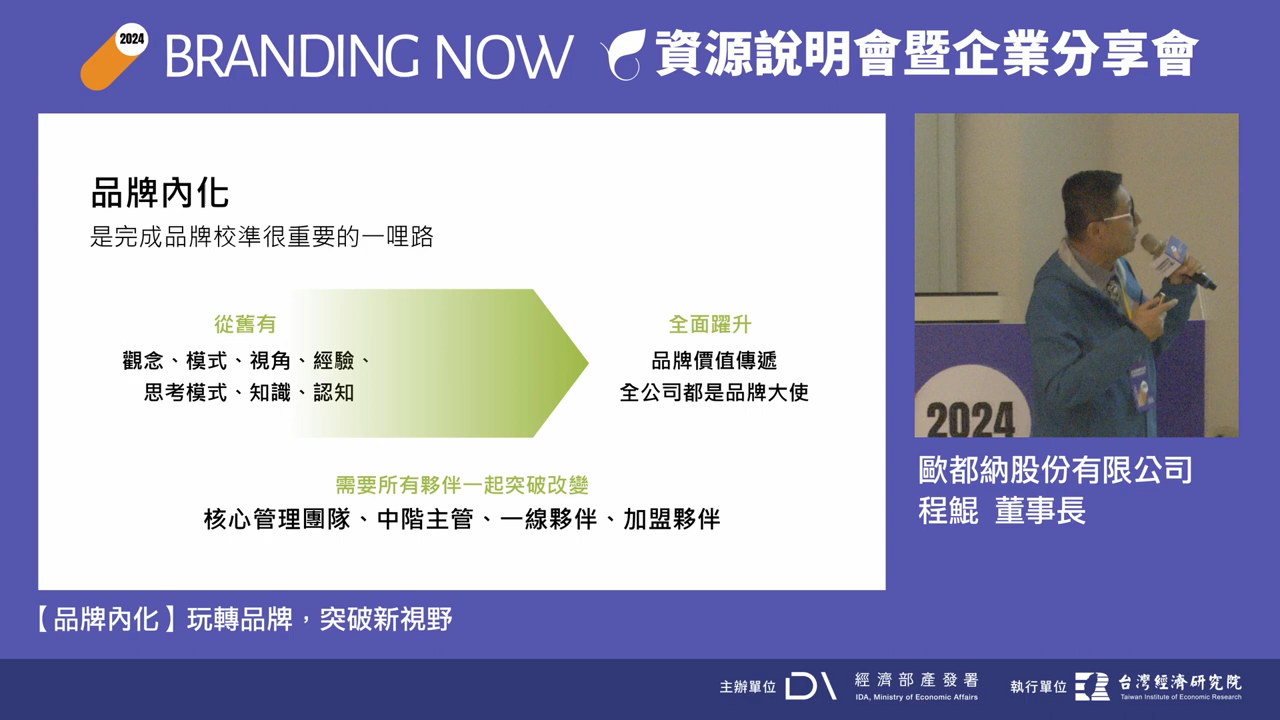 2024
BRANDING NOW 資源說明會暨企業分享會
品牌內化
是完成品牌校準很重要的一哩路
從舊有
觀念、模式、視角、經驗、
思考模式、知識、認知
全面躍升
品牌價值傳遞
全公司都是品牌大使
需要所有夥伴一起突破改變
核心管理團隊、中階主管、一線夥伴、加盟夥伴
2024
歐都納股份有限公司
程鯤 董事長
【品牌內化】玩轉品牌，突破新視野
主辦單位 IDA 經濟部產業發展署
IDA, Ministry of Economic Affairs
執行單位 台灣經濟研究院
Taiwan Institute of Economic Research